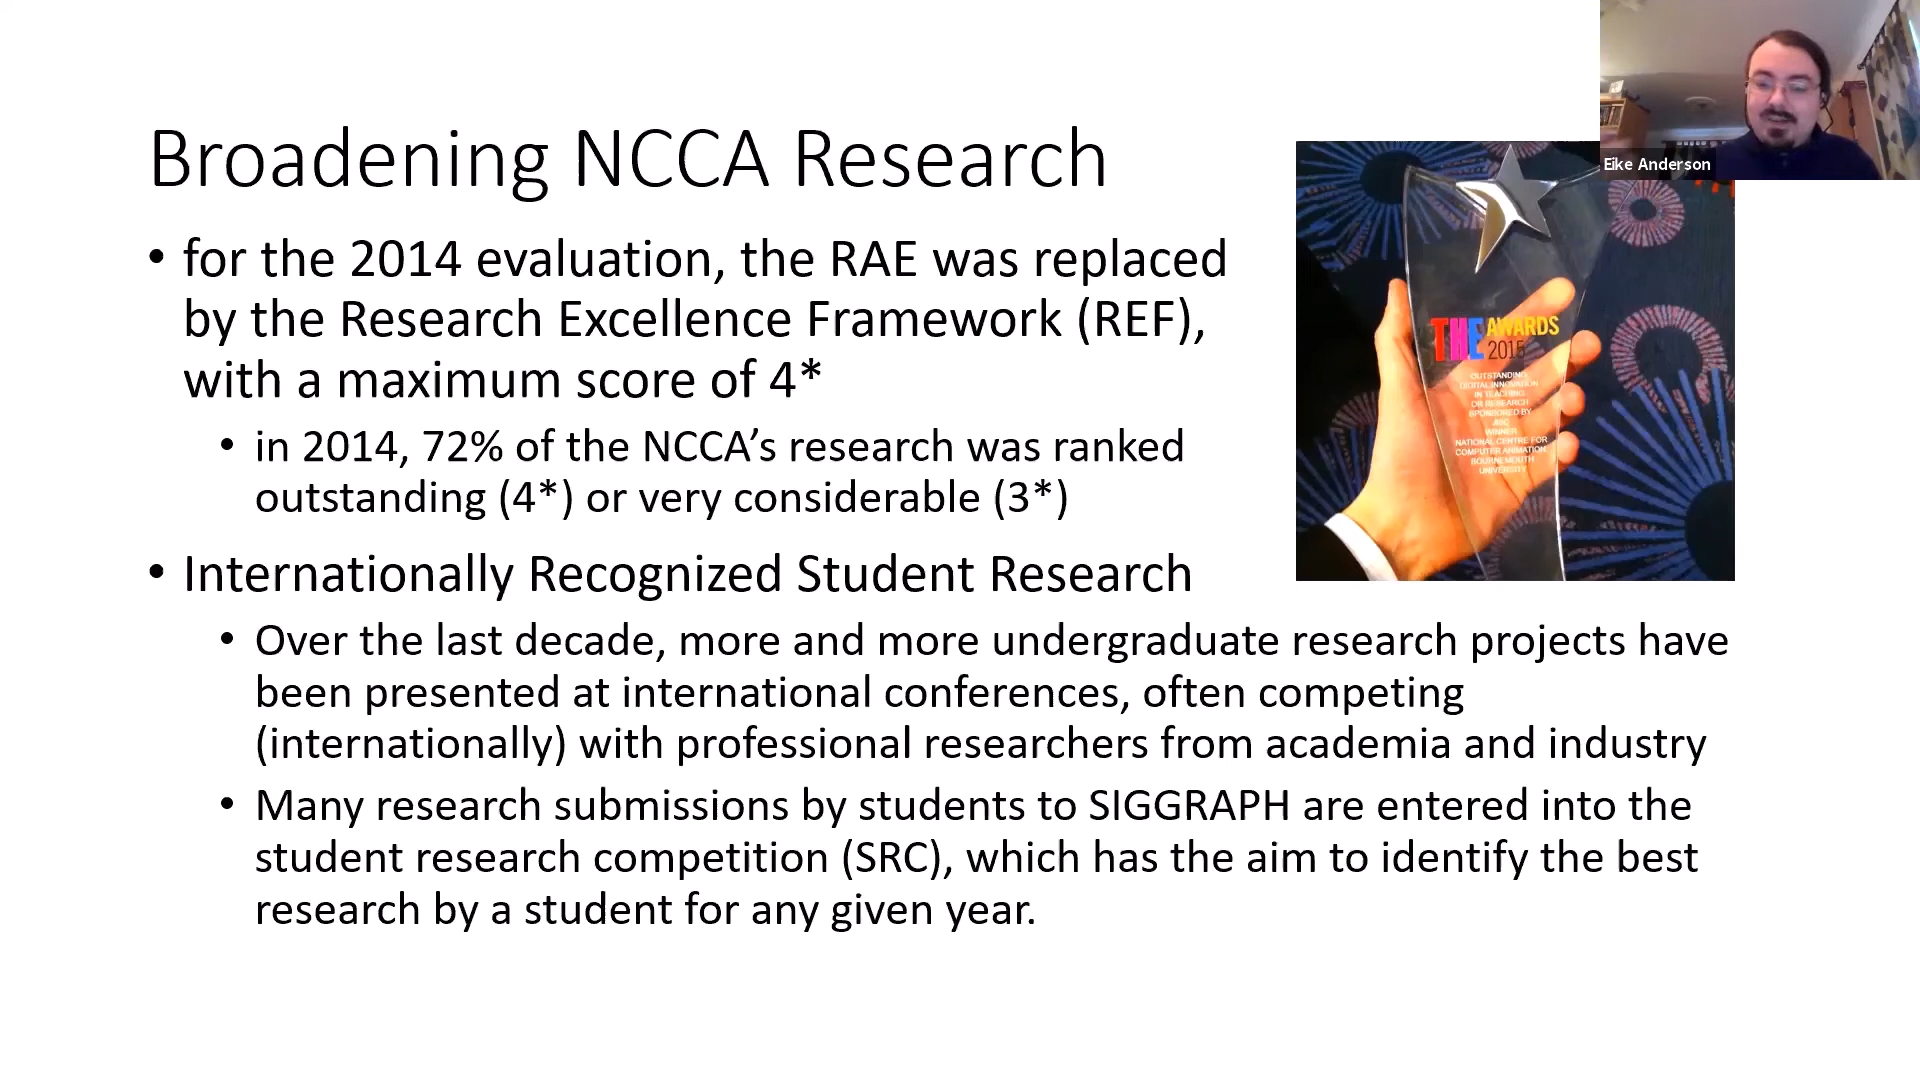 Eike Anderson
Broadening NCCA Research
• for the 2014 evaluation, the RAE was replaced
by the Research Excellence Framework (REF),
with a maximum score of 4*
• in 2014, 72% of the NCCA’s research was ranked
outstanding (4*) or very considerable (3*)
• Internationally Recognized Student Research
• Over the last decade, more and more undergraduate research projects have
been presented at international conferences, often competing
(internationally) with professional researchers from academia and industry
• Many research submissions by students to SIGGRAPH are entered into the
student research competition (SRC), which has the aim to identify the best
research by a student for any given year.
THE AWARDS
2015
OUTSTANDING
DIGITAL INNOVATION
IN TEACHING
OR RESEARCH
SPONSORED BY
JISC
WINNER
NATIONAL CENTRE FOR
COMPUTER ANIMATION
BOURNEMOUTH
UNIVERSITY